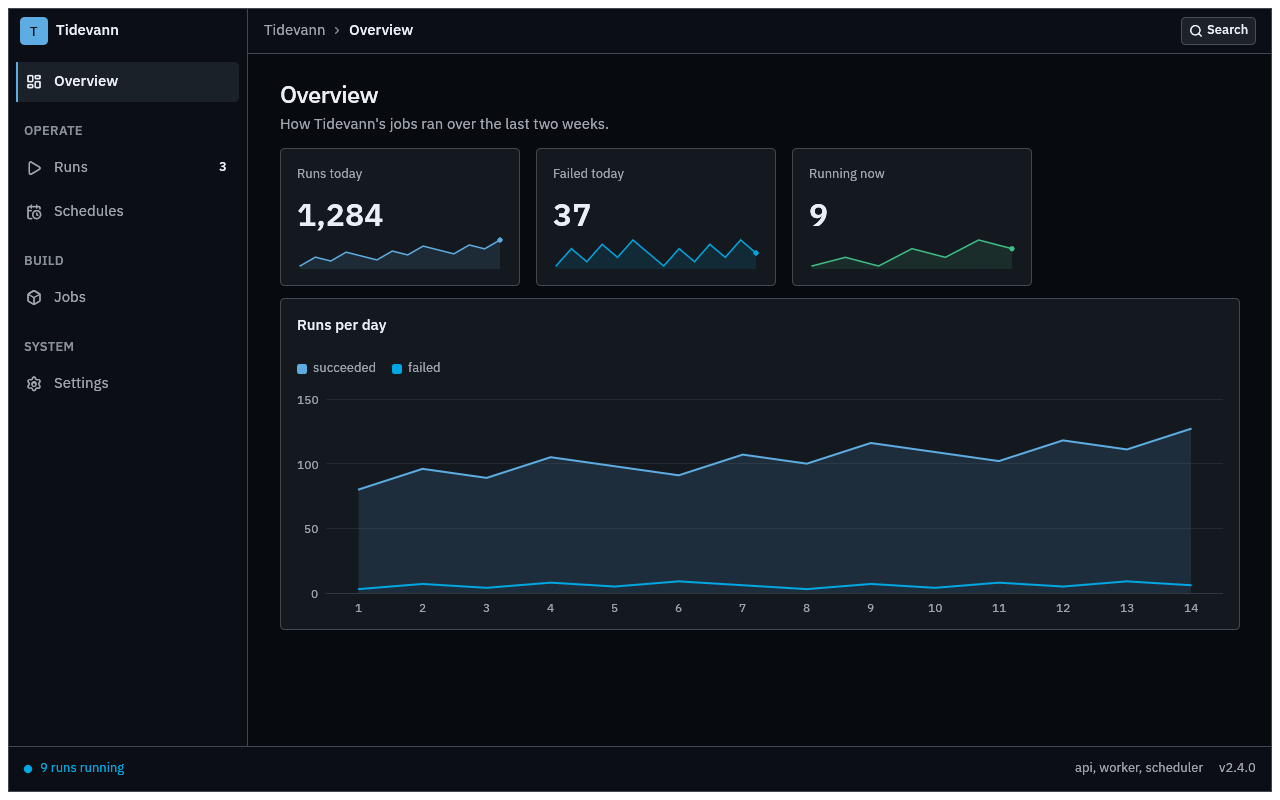 T Tidevann
Tidevann › Overview
Search
Overview
OPERATE
Runs 3
Schedules
BUILD
Jobs
SYSTEM
Settings
Overview
How Tidevann's jobs ran over the last two weeks.
Runs today
1,284
Failed today
37
Running now
9
Runs per day
succeeded failed
150
100
50
0
1 2 3 4 5 6 7 8 9 10 11 12 13 14
9 runs running
api, worker, scheduler v2.4.0